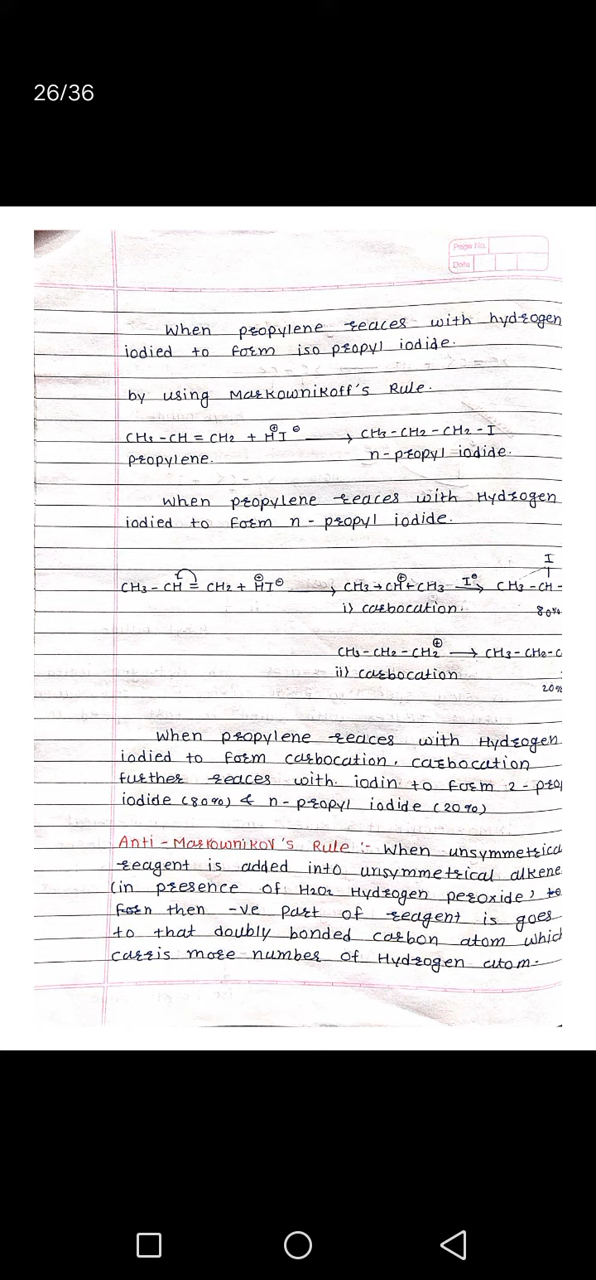 26/36
Page No.
Date
When propylene reaces with hydrogen
iodied to form iso propyl iodide.
by using Markownikoff's Rule.
CH3 - CH = CH2 + H⊕I⊖ ⟶ CH3 - CH2 - CH2 - I
propylene. n-propyl iodide.
When propylene reaces with Hydrogen
iodied to form n - propyl iodide.
I
CH3 - CH = CH2 + H⊕I⊖ ⟶ CH3 → CH⊕ ← CH3 I⊖⟶ CH3 - CH -
i) carbocation. 80%
CH3 - CH2 - CH2⊕ ⟶ CH3 - CH2 - C
ii) carbocation
20%
When propylene reaces with Hydrogen
iodied to form carbocation. carbocation
further reaces with iodin to form 2 - prop
iodide (80%) & n - propyl iodide (20%)
Anti - Markownikov's Rule :- When unsymmetrica
reagent is added into unsymmetrical alkene
(in presence of H2O2 Hydrogen peroxide) to
form then -ve part of reagent is goes
to that doubly bonded carbon atom which
carris more number of Hydrogen atom.